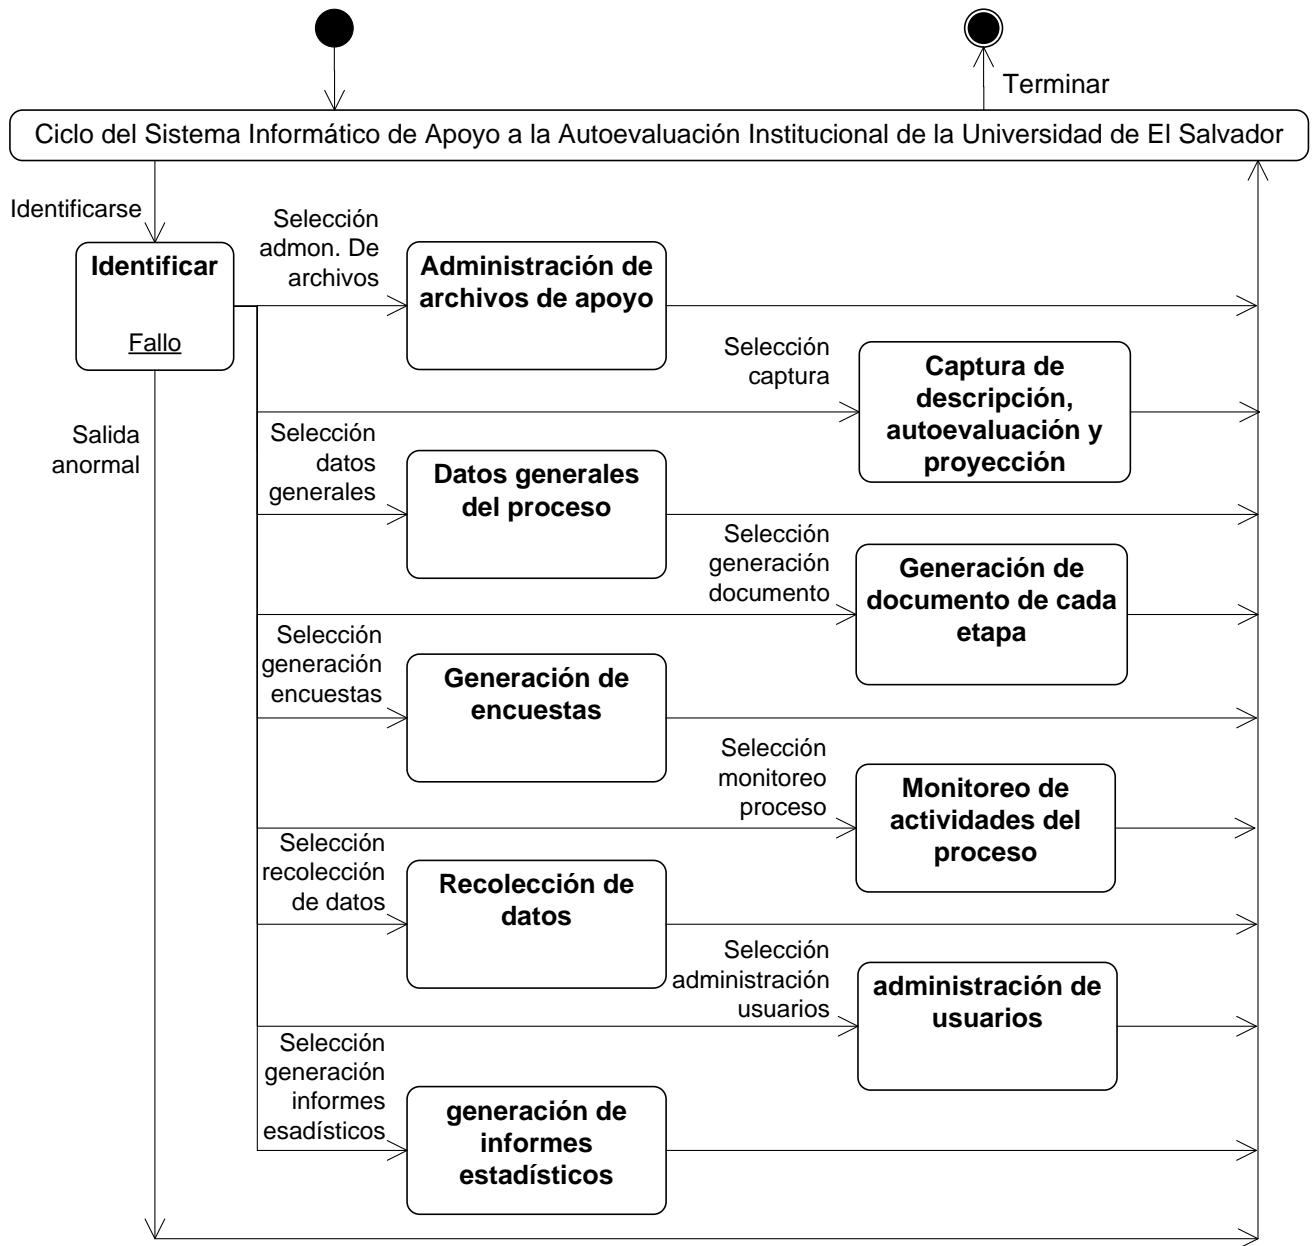 Terminar
Ciclo del Sistema Informático de Apoyo a la Autoevaluación Institucional de la Universidad de El Salvador
Identificarse
Identificar
Fallo
Selección
admon. De
archivos
Administración de
archivos de apoyo
Selección
captura
Captura de
descripción,
autoevaluación y
proyección
Salida
anormal
Selección
datos
generales
Datos generales
del proceso
Selección
generación
documento
Generación de
documento de cada
etapa
Selección
generación
encuestas
Generación de
encuestas
Selección
monitoreo
proceso
Monitoreo de
actividades del
proceso
Selección
recolección
de datos
Recolección de
datos
Selección
administración
usuarios
administración de
usuarios
Selección
generación
informes
esadísticos
generación de
informes
estadísticos